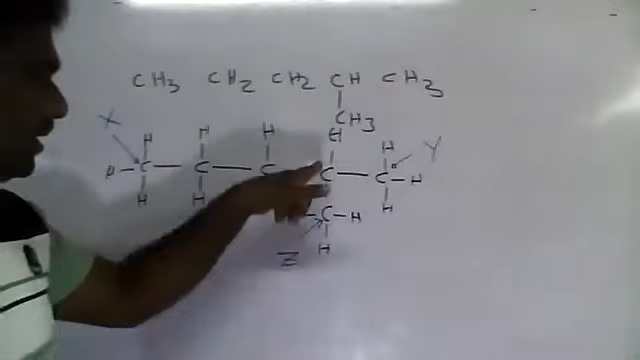 CH3 CH2 CH2 CH CH3
CH3
X H H H H H Y
H C C C C C H
H H H
H C H
Z H